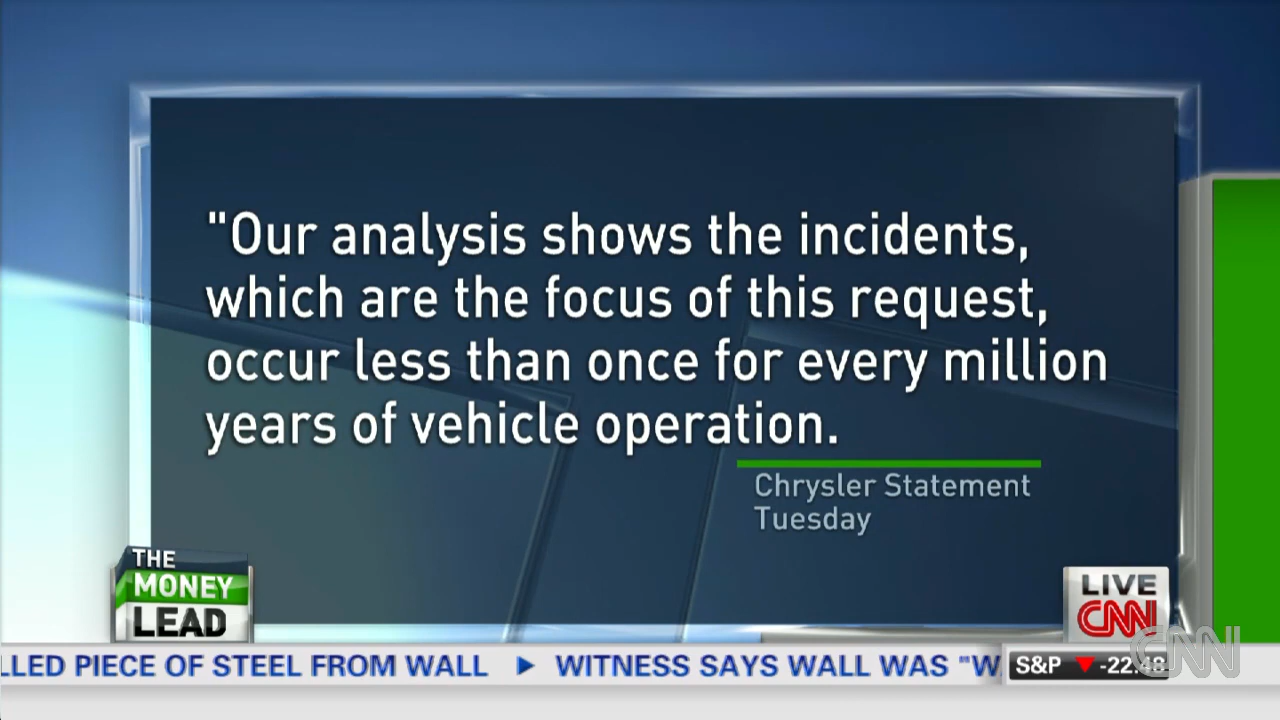 "Our analysis shows the incidents,
which are the focus of this request,
occur less than once for every million
years of vehicle operation.
Chrysler Statement
Tuesday
THE
MONEY
LEAD
LIVE
CNN
CNN
LLED PIECE OF STEEL FROM WALL ▶ WITNESS SAYS WALL WAS "W
S&P ▼ -22.48